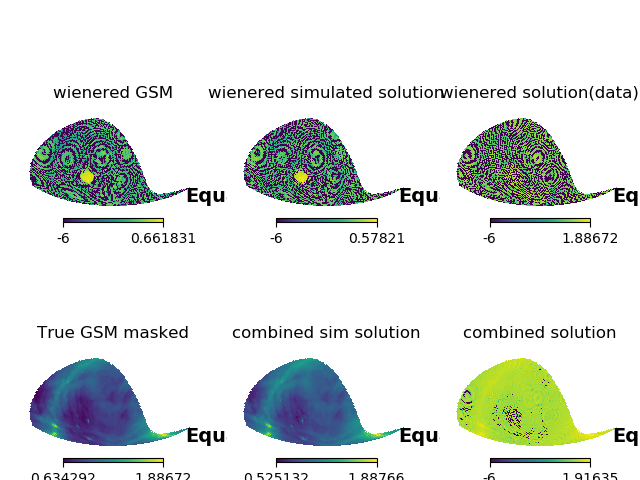 wienered GSM
wienered simulated solution
wienered solution(data)
Equ
Equ
Eq
-6 0.661831
-6 0.57821
-6 1.88672
True GSM masked
combined sim solution
combined solution
Equ
Equ
Eq
0.634292 1.88672
0.525132 1.88766
-6 1.91635